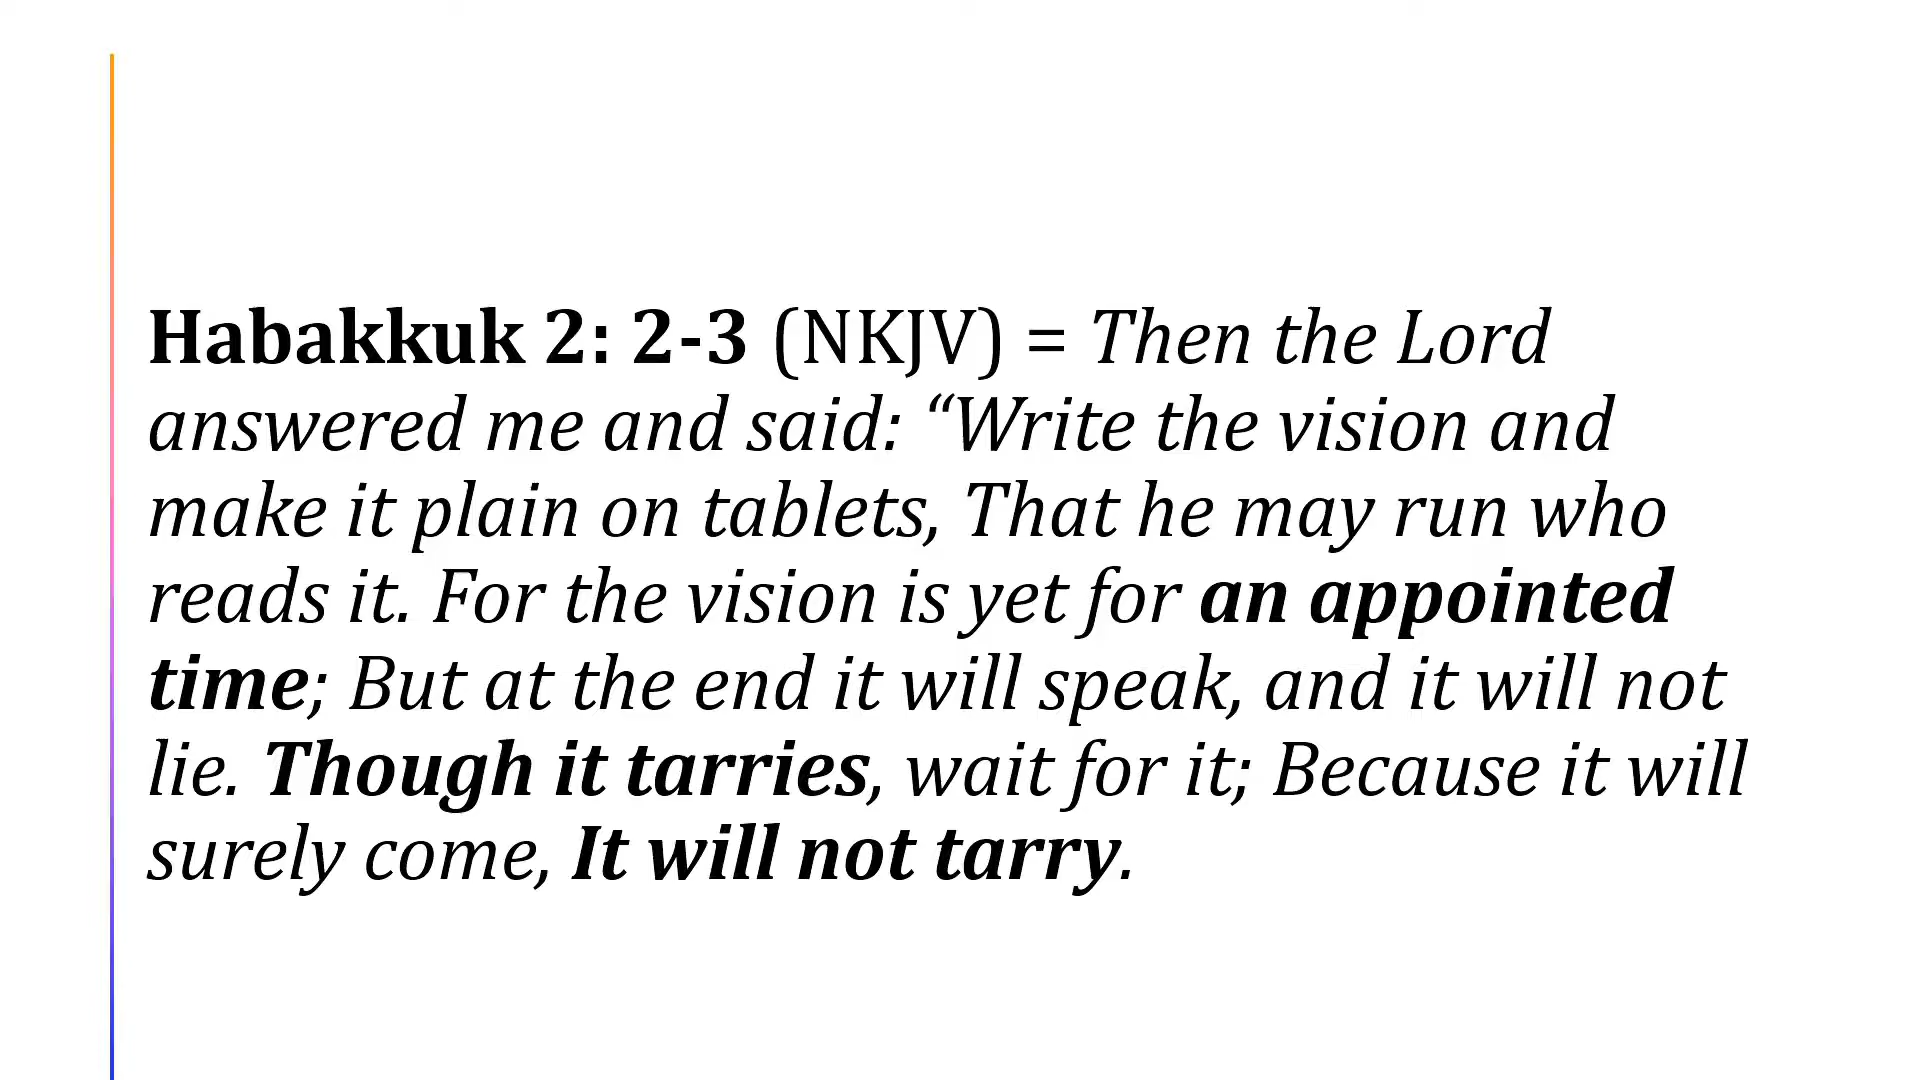 Habakkuk 2: 2-3 (NKJV) = Then the Lord
answered me and said: “Write the vision and
make it plain on tablets, That he may run who
reads it. For the vision is yet for an appointed
time; But at the end it will speak, and it will not
lie. Though it tarries, wait for it; Because it will
surely come, It will not tarry.